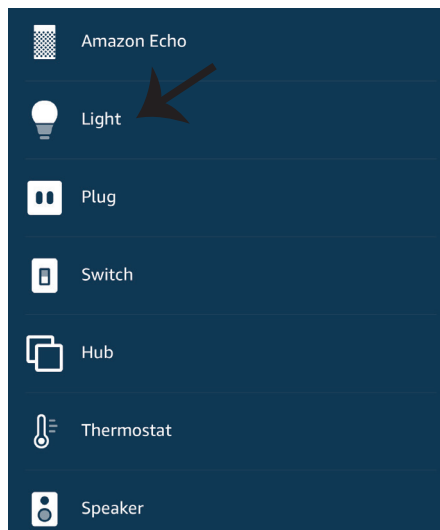 Amazon Echo
Light
Plug
Switch
Hub
Thermostat
Speaker